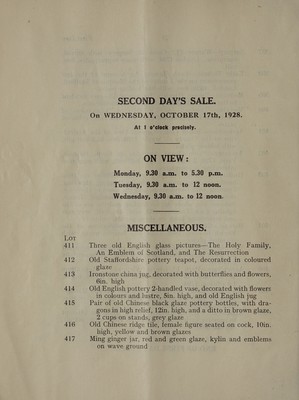 SECOND DAY'S SALE.
On WEDNESDAY, OCTOBER 17th, 1928.
At 1 o'clock precisely.
ON VIEW:
Monday, 9.30 a.m. to 5.30 p.m.
Tuesday, 9.30 a.m. to 12 noon.
Wednesday, 9.30 a.m. to 12 noon.
MISCELLANEOUS.
Lot
411 Three old English glass pictures—The Holy Family,
An Emblem of Scotland, and The Resurrection
412 Old Staffordshire pottery teapot, decorated in coloured
glaze
413 Ironstone china jug, decorated with butterflies and flowers,
6in. high
414 Old English pottery 2-handled vase, decorated with flowers
in colours and lustre, 5in. high, and old English jug
415 Pair of old Chinese black glaze pottery bottles, with dra-
gons in high relief, 12in. high, and a ditto in brown glaze,
2 cups on stands, grey glaze
416 Old Chinese ridge tile, female figure seated on cock, 10in.
high, yellow and brown glazes
417 Ming ginger jar, red and green glaze, kylin and emblems
on wave ground